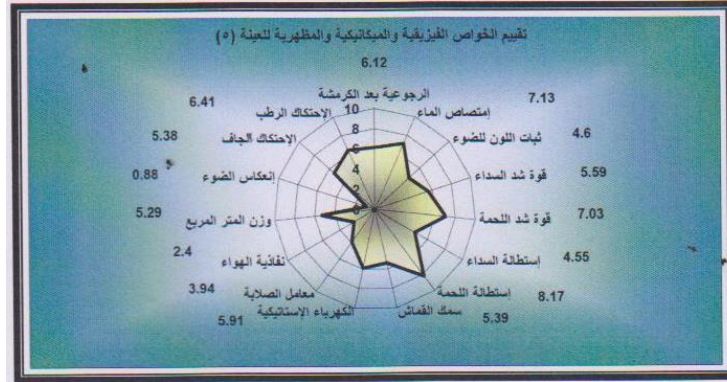 تقييم الخواص الفيزيقية والميكانيكية والمظهرية للعينة (٥)
6.12
الرجوعية بعد الكرمشة
7.13
إمتصاص الماء
4.6
ثبات اللون للضوء
5.59
قوة شد السداء
7.03
قوة شد اللحمة
4.55
إستطالة السداء
8.17
إستطالة اللحمة
5.39
سمك القماش
5.91
الكهرباء الإستاتيكية
3.94
معامل الصلابة
2.4
نفاذية الهواء
5.29
وزن المتر المربع
0.88
إنعكاس الضوء
5.38
الإحتكاك الجاف
6.41
الإحتكاك الرطب
10
8
6
4
2
0